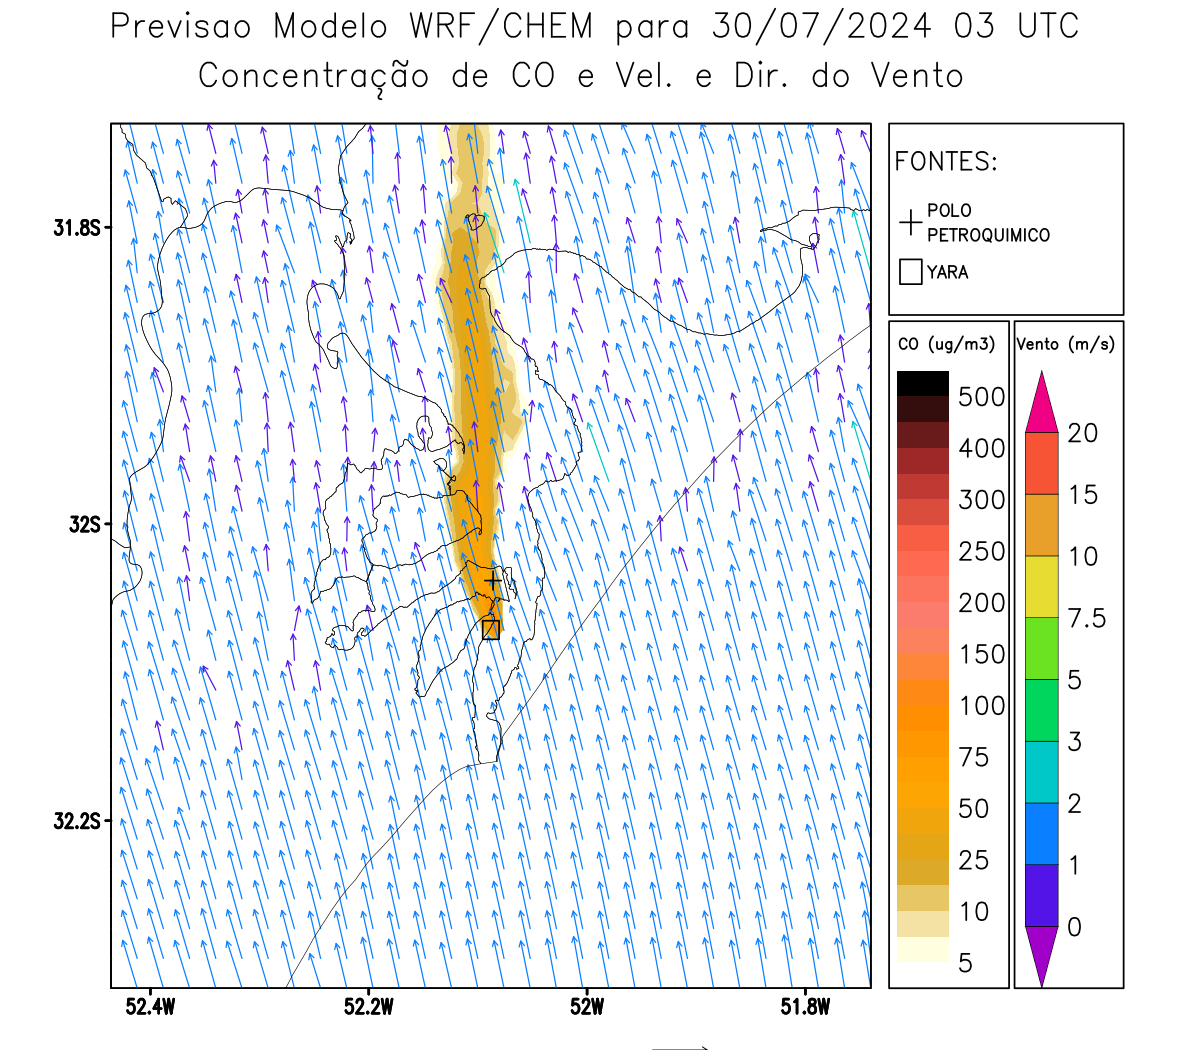 Previsao Modelo WRF/CHEM para 30/07/2024 03 UTC
Concentração de CO e Vel. e Dir. do Vento
FONTES:
POLO
PETROQUIMICO
YARA
CO (ug/m3)
500
400
300
250
200
150
100
75
50
25
10
5
Vento (m/s)
20
15
10
7.5
5
3
2
1
0
31.8S
32S
32.2S
52.4W
52.2W
52W
51.8W